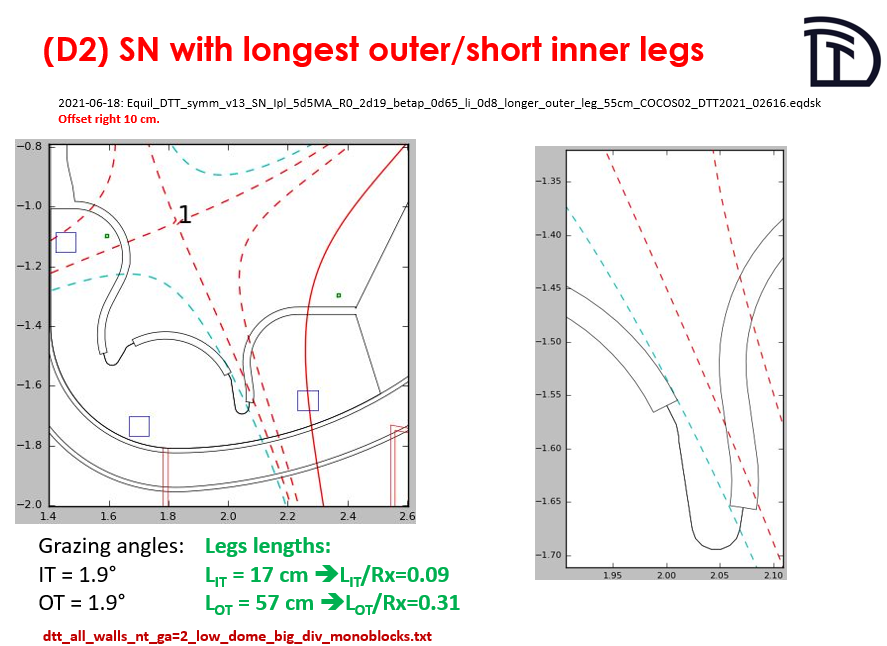 (D2) SN with longest outer/short inner legs
2021-06-18: Equil_DTT_symm_v13_SN_Ipl_5d5MA_R0_2d19_betap_0d65_li_0d8_longer_outer_leg_55cm_COCOS02_DTT2021_02616.eqdsk
Offset right 10 cm.
−0.8
−1.0
−1.2
−1.4
−1.6
−1.8
−2.0
1
1.4 1.6 1.8 2.0 2.2 2.4 2.6
−1.35
−1.40
−1.45
−1.50
−1.55
−1.60
−1.65
−1.70
1.95 2.00 2.05 2.10
Grazing angles:
IT = 1.9°
OT = 1.9°
Legs lengths:
LIT = 17 cm ➔LIT/Rx=0.09
LOT = 57 cm ➔LOT/Rx=0.31
dtt_all_walls_nt_ga=2_low_dome_big_div_monoblocks.txt